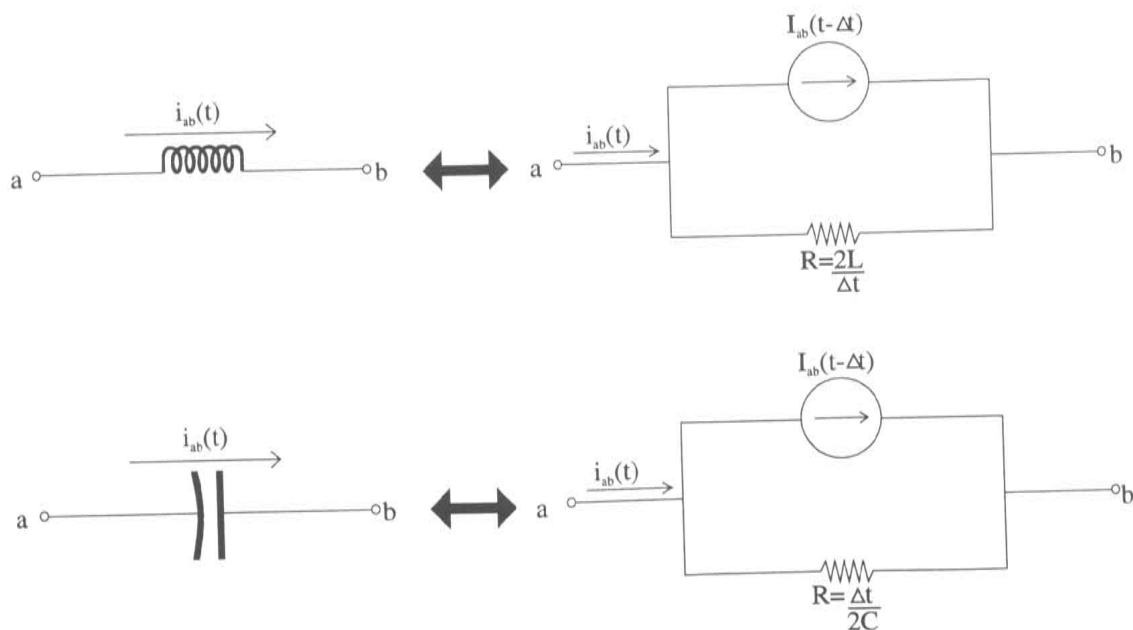 I_ab(t-Δt)
i_ab(t)
i_ab(t)
a
b
a
b
R=2L
Δt
I_ab(t-Δt)
i_ab(t)
i_ab(t)
a
b
a
b
R=Δt
2C